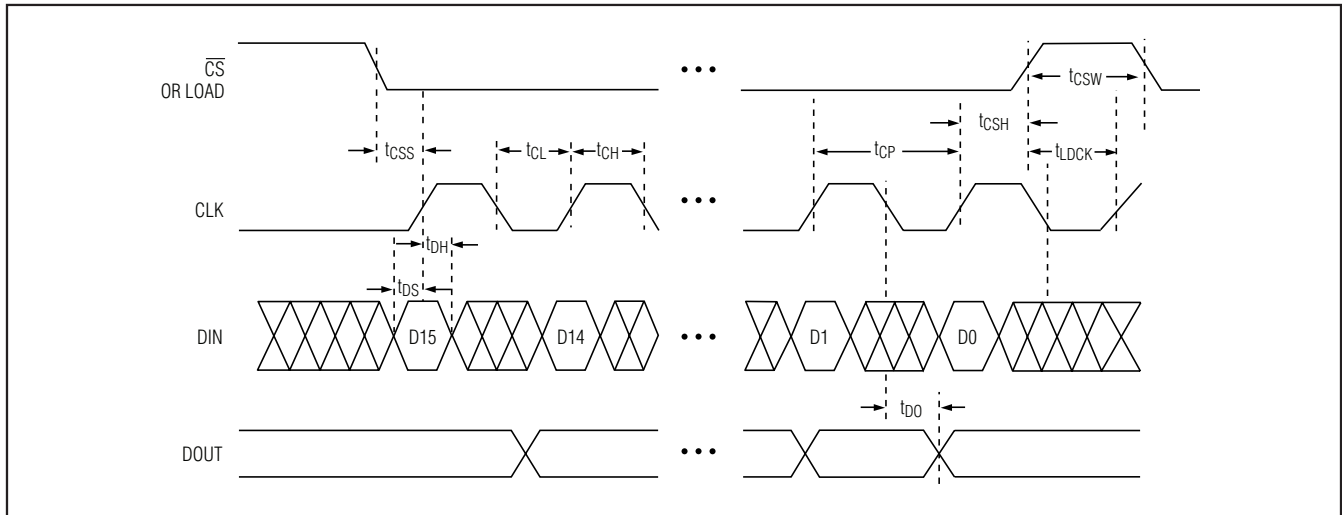 CS
OR LOAD
•••
tCSW
tCSH
tCSS
tCL
tCH
tCP
tLDCK
CLK
•••
tDH
tDS
DIN
D15
D14
•••
D1
D0
tDO
DOUT
•••